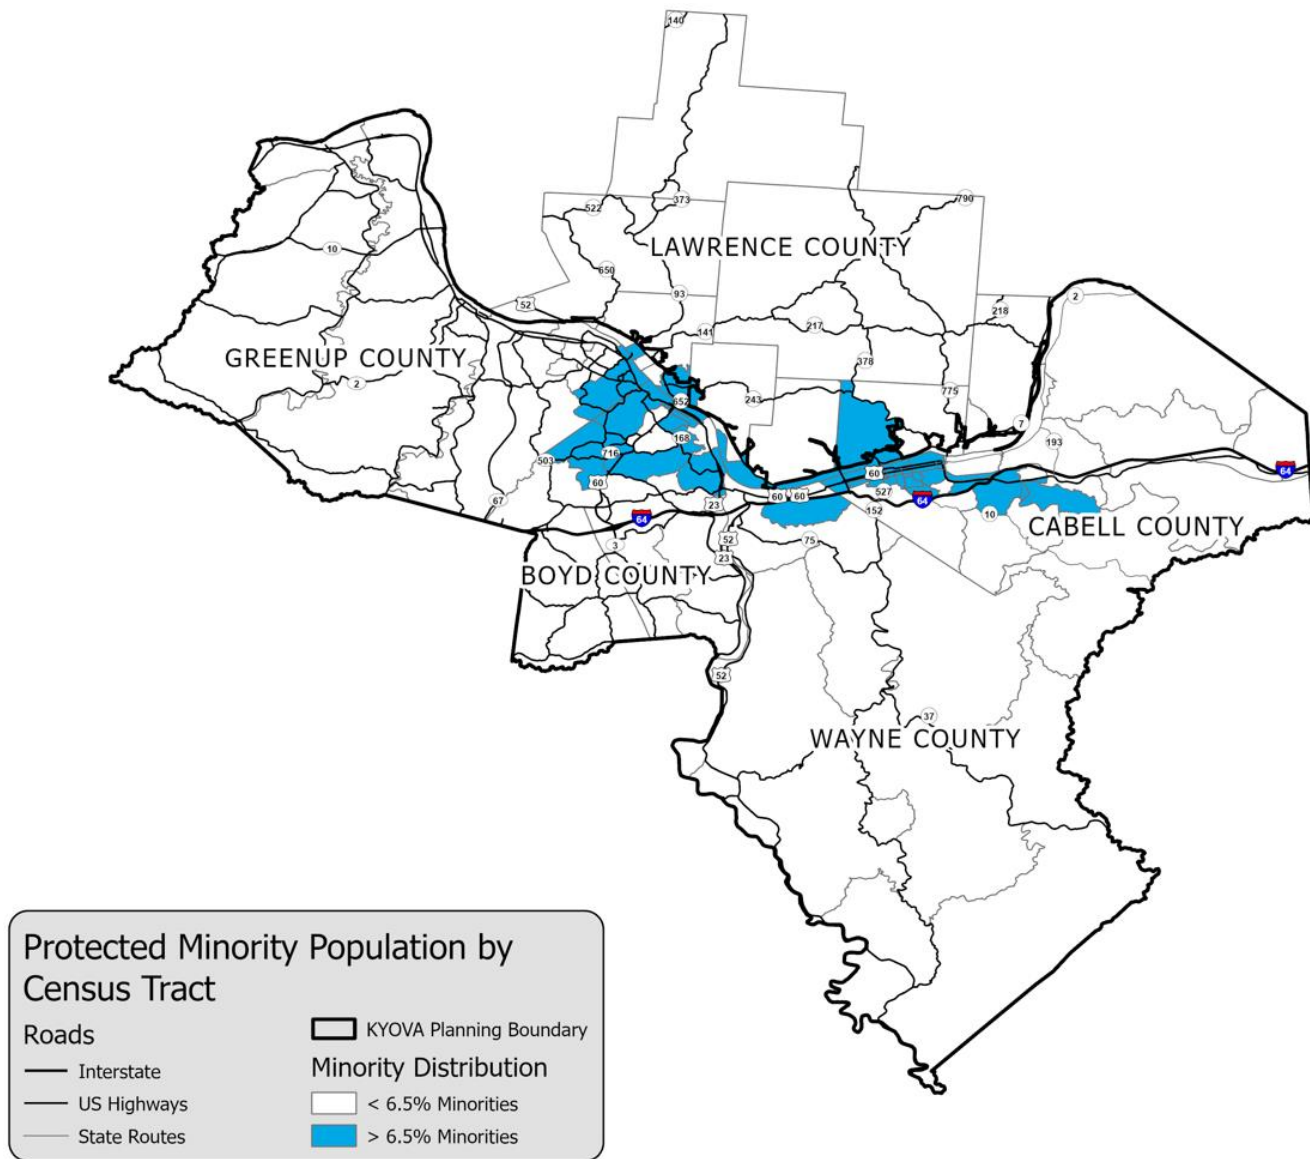 140
373
522
790
LAWRENCE COUNTY
10
650
93
52
2
218
217
141
GREENUP COUNTY
378
2
775
243
652
7
168
193
716
503
60
60
64
67
60
60
527
64
23
152
10
64
CABELL COUNTY
3
52
75
23
BOYD COUNTY
52
37
WAYNE COUNTY
Protected Minority Population by
Census Tract
Roads
KYOVA Planning Boundary
Interstate
Minority Distribution
US Highways
< 6.5% Minorities
State Routes
> 6.5% Minorities